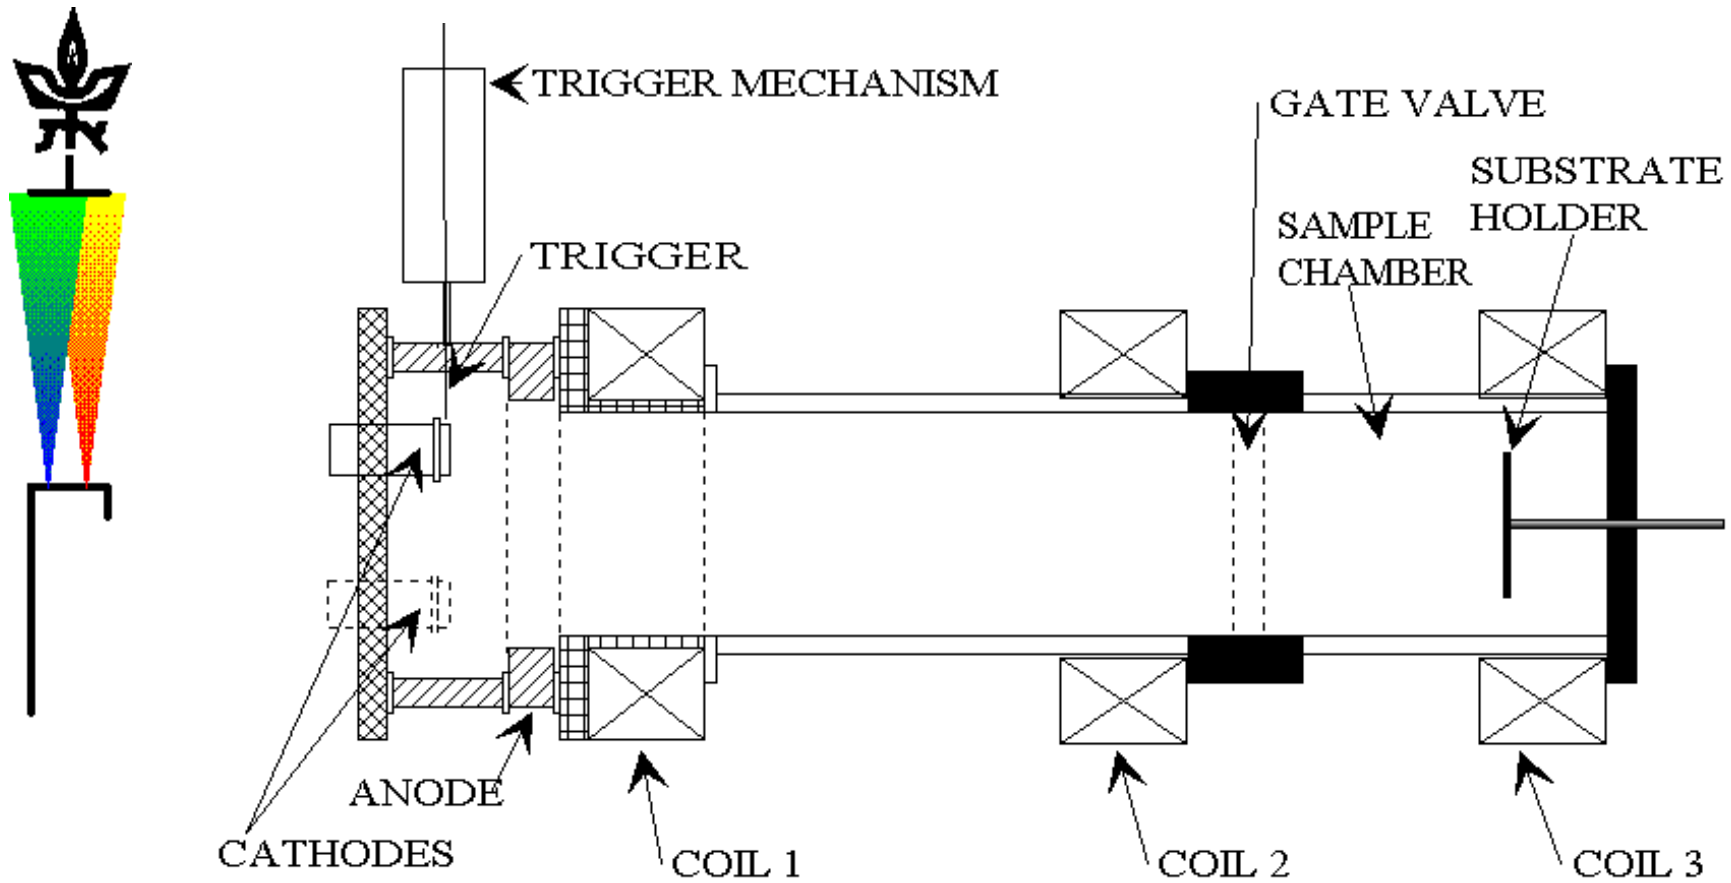 TRIGGER MECHANISM
GATE VALVE
SUBSTRATE
HOLDER
SAMPLE
CHAMBER
TRIGGER
ANODE
CATHODES
COIL 1
COIL 2
COIL 3